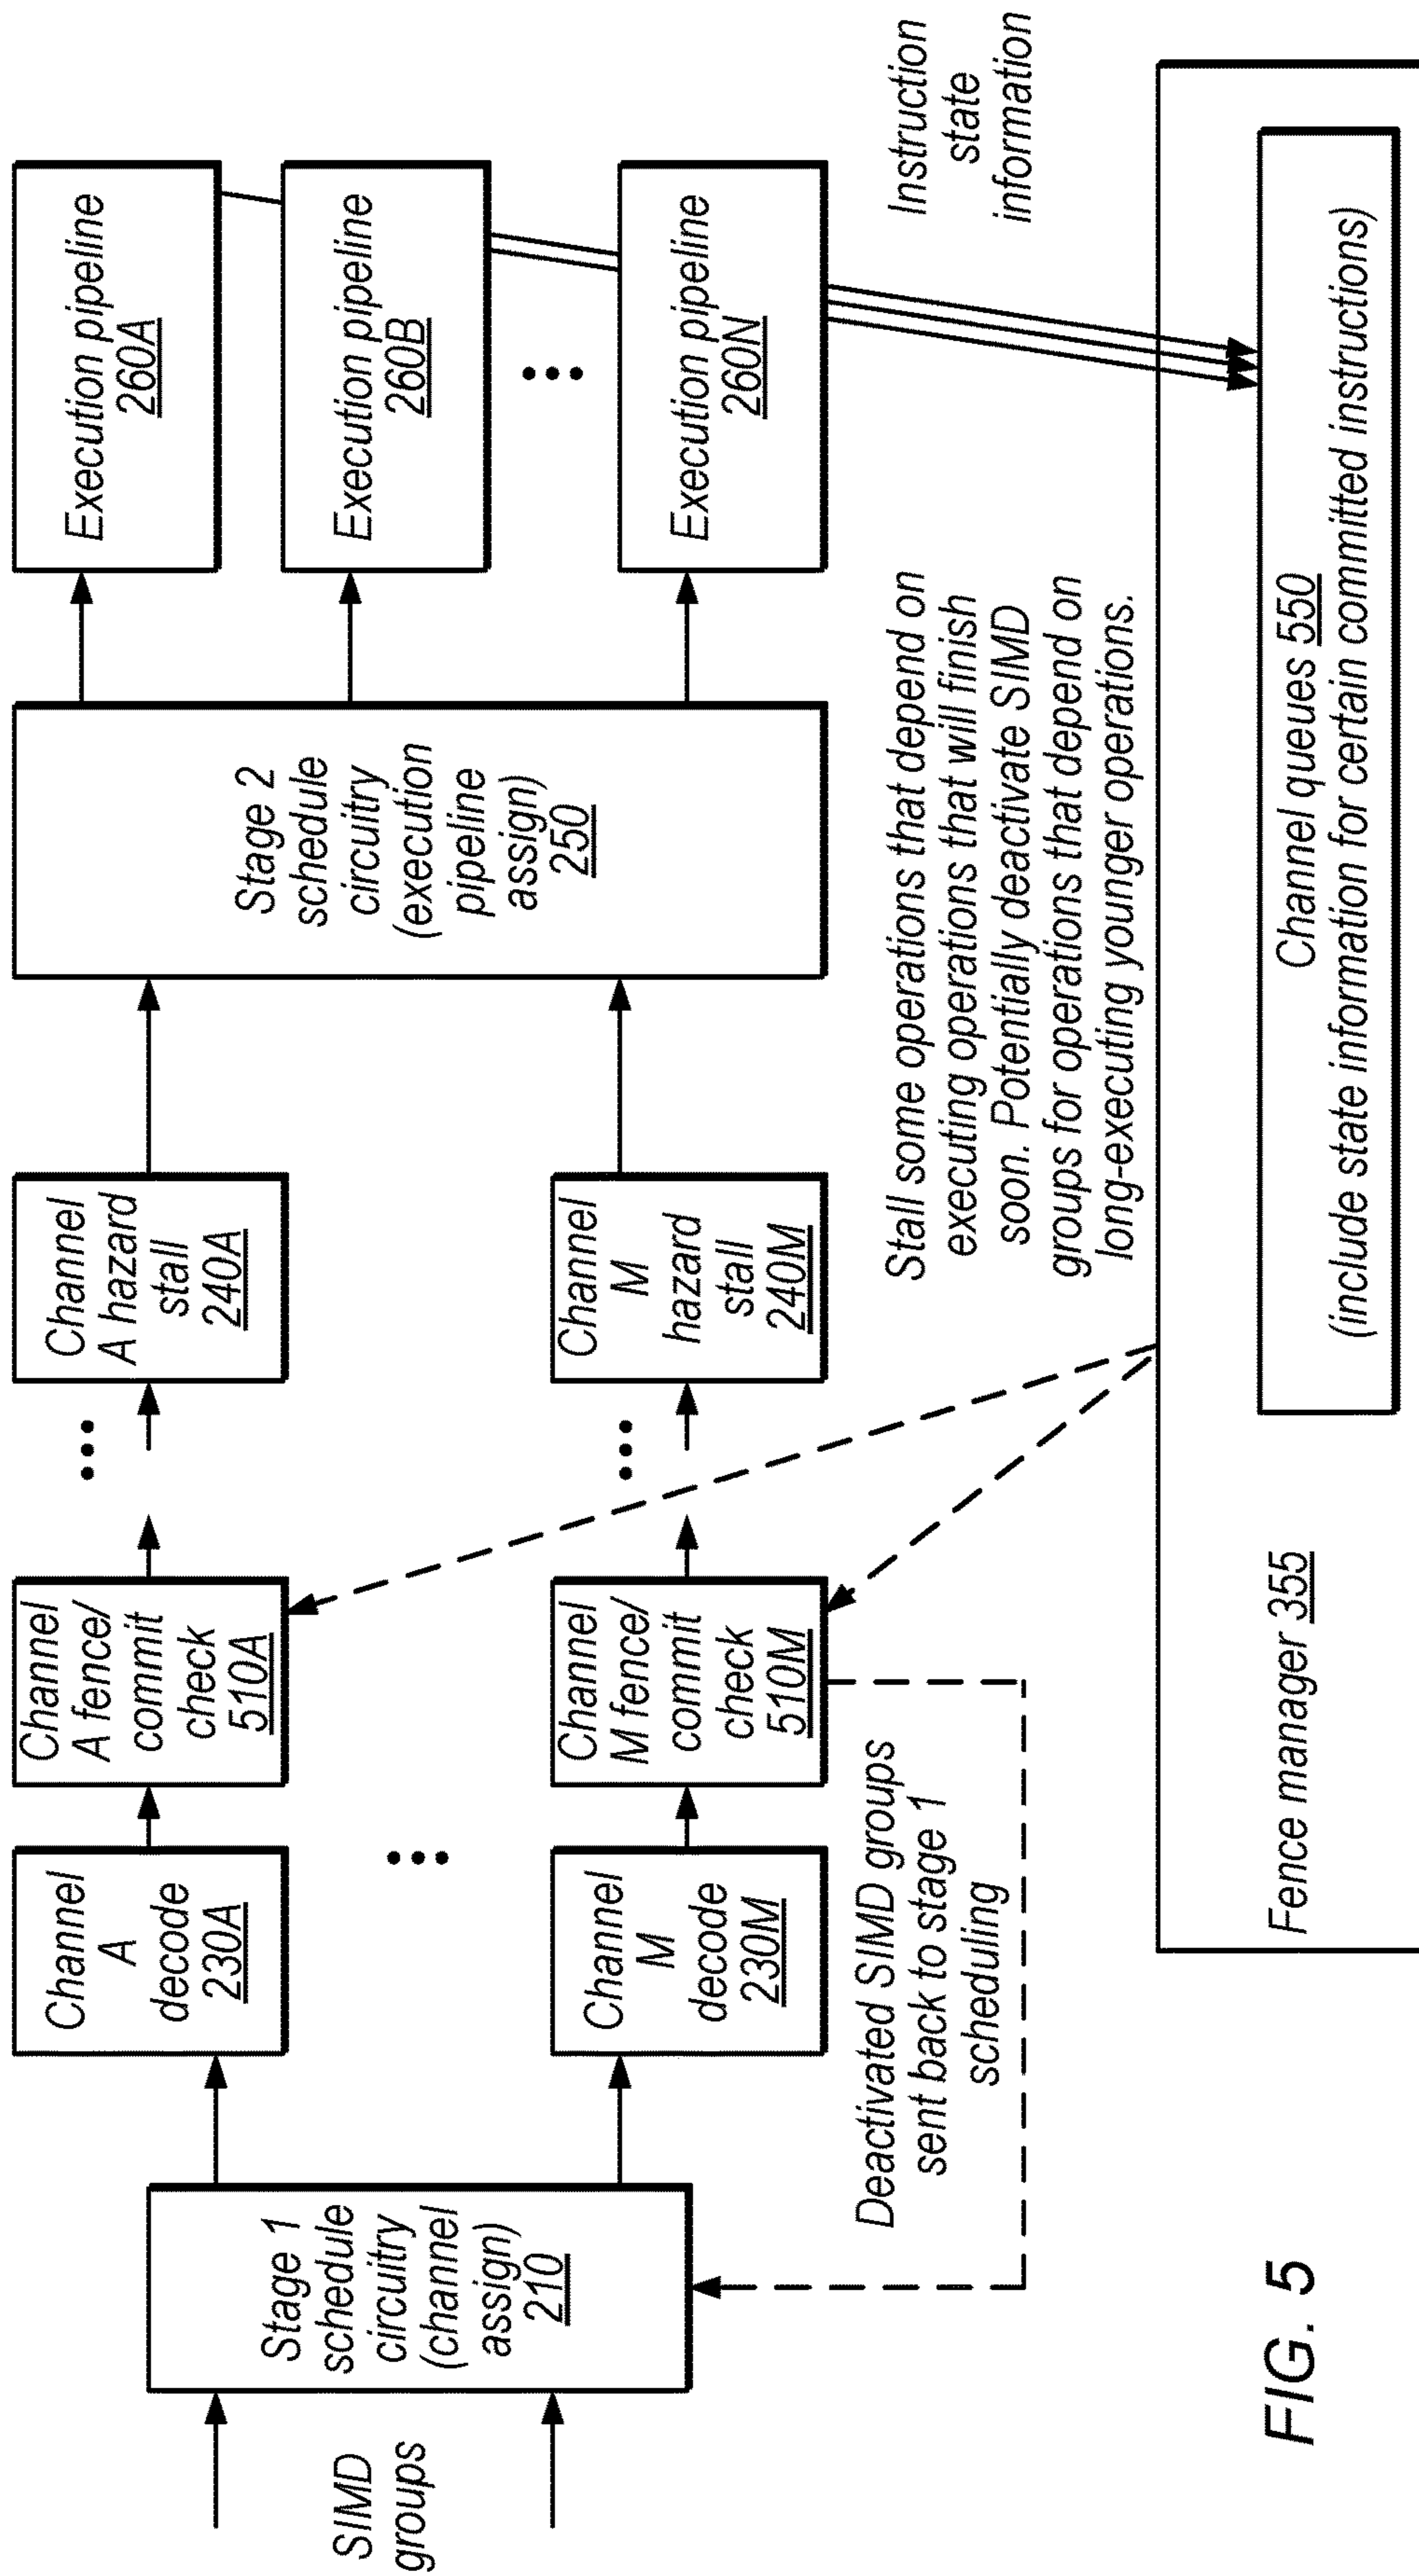 SIMD
groups
Stage 1
schedule
circuitry
(channel
assign)
210
Channel
A
decode
230A
Channel
M
decode
230M
Channel
A fence/
commit
check
510A
Channel
M fence/
commit
check
510M
Channel
A hazard
stall
240A
Channel
M
hazard
stall
240M
Stage 2
schedule
circuitry
(execution
pipeline
assign)
250
Execution pipeline
260A
Execution pipeline
260B
Execution pipeline
260N
Deactivated SIMD groups
sent back to stage 1
scheduling
Stall some operations that depend on
executing operations that will finish
soon. Potentially deactivate SIMD
groups for operations that depend on
long-executing younger operations.
Instruction
state
information
Fence manager 355
Channel queues 550
(include state information for certain committed instructions)
FIG. 5